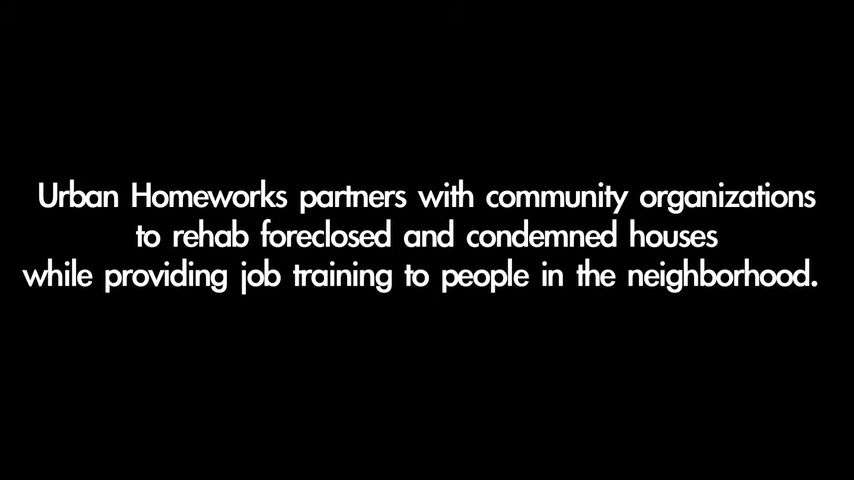 Urban Homeworks partners with community organizations
to rehab foreclosed and condemned houses
while providing job training to people in the neighborhood.